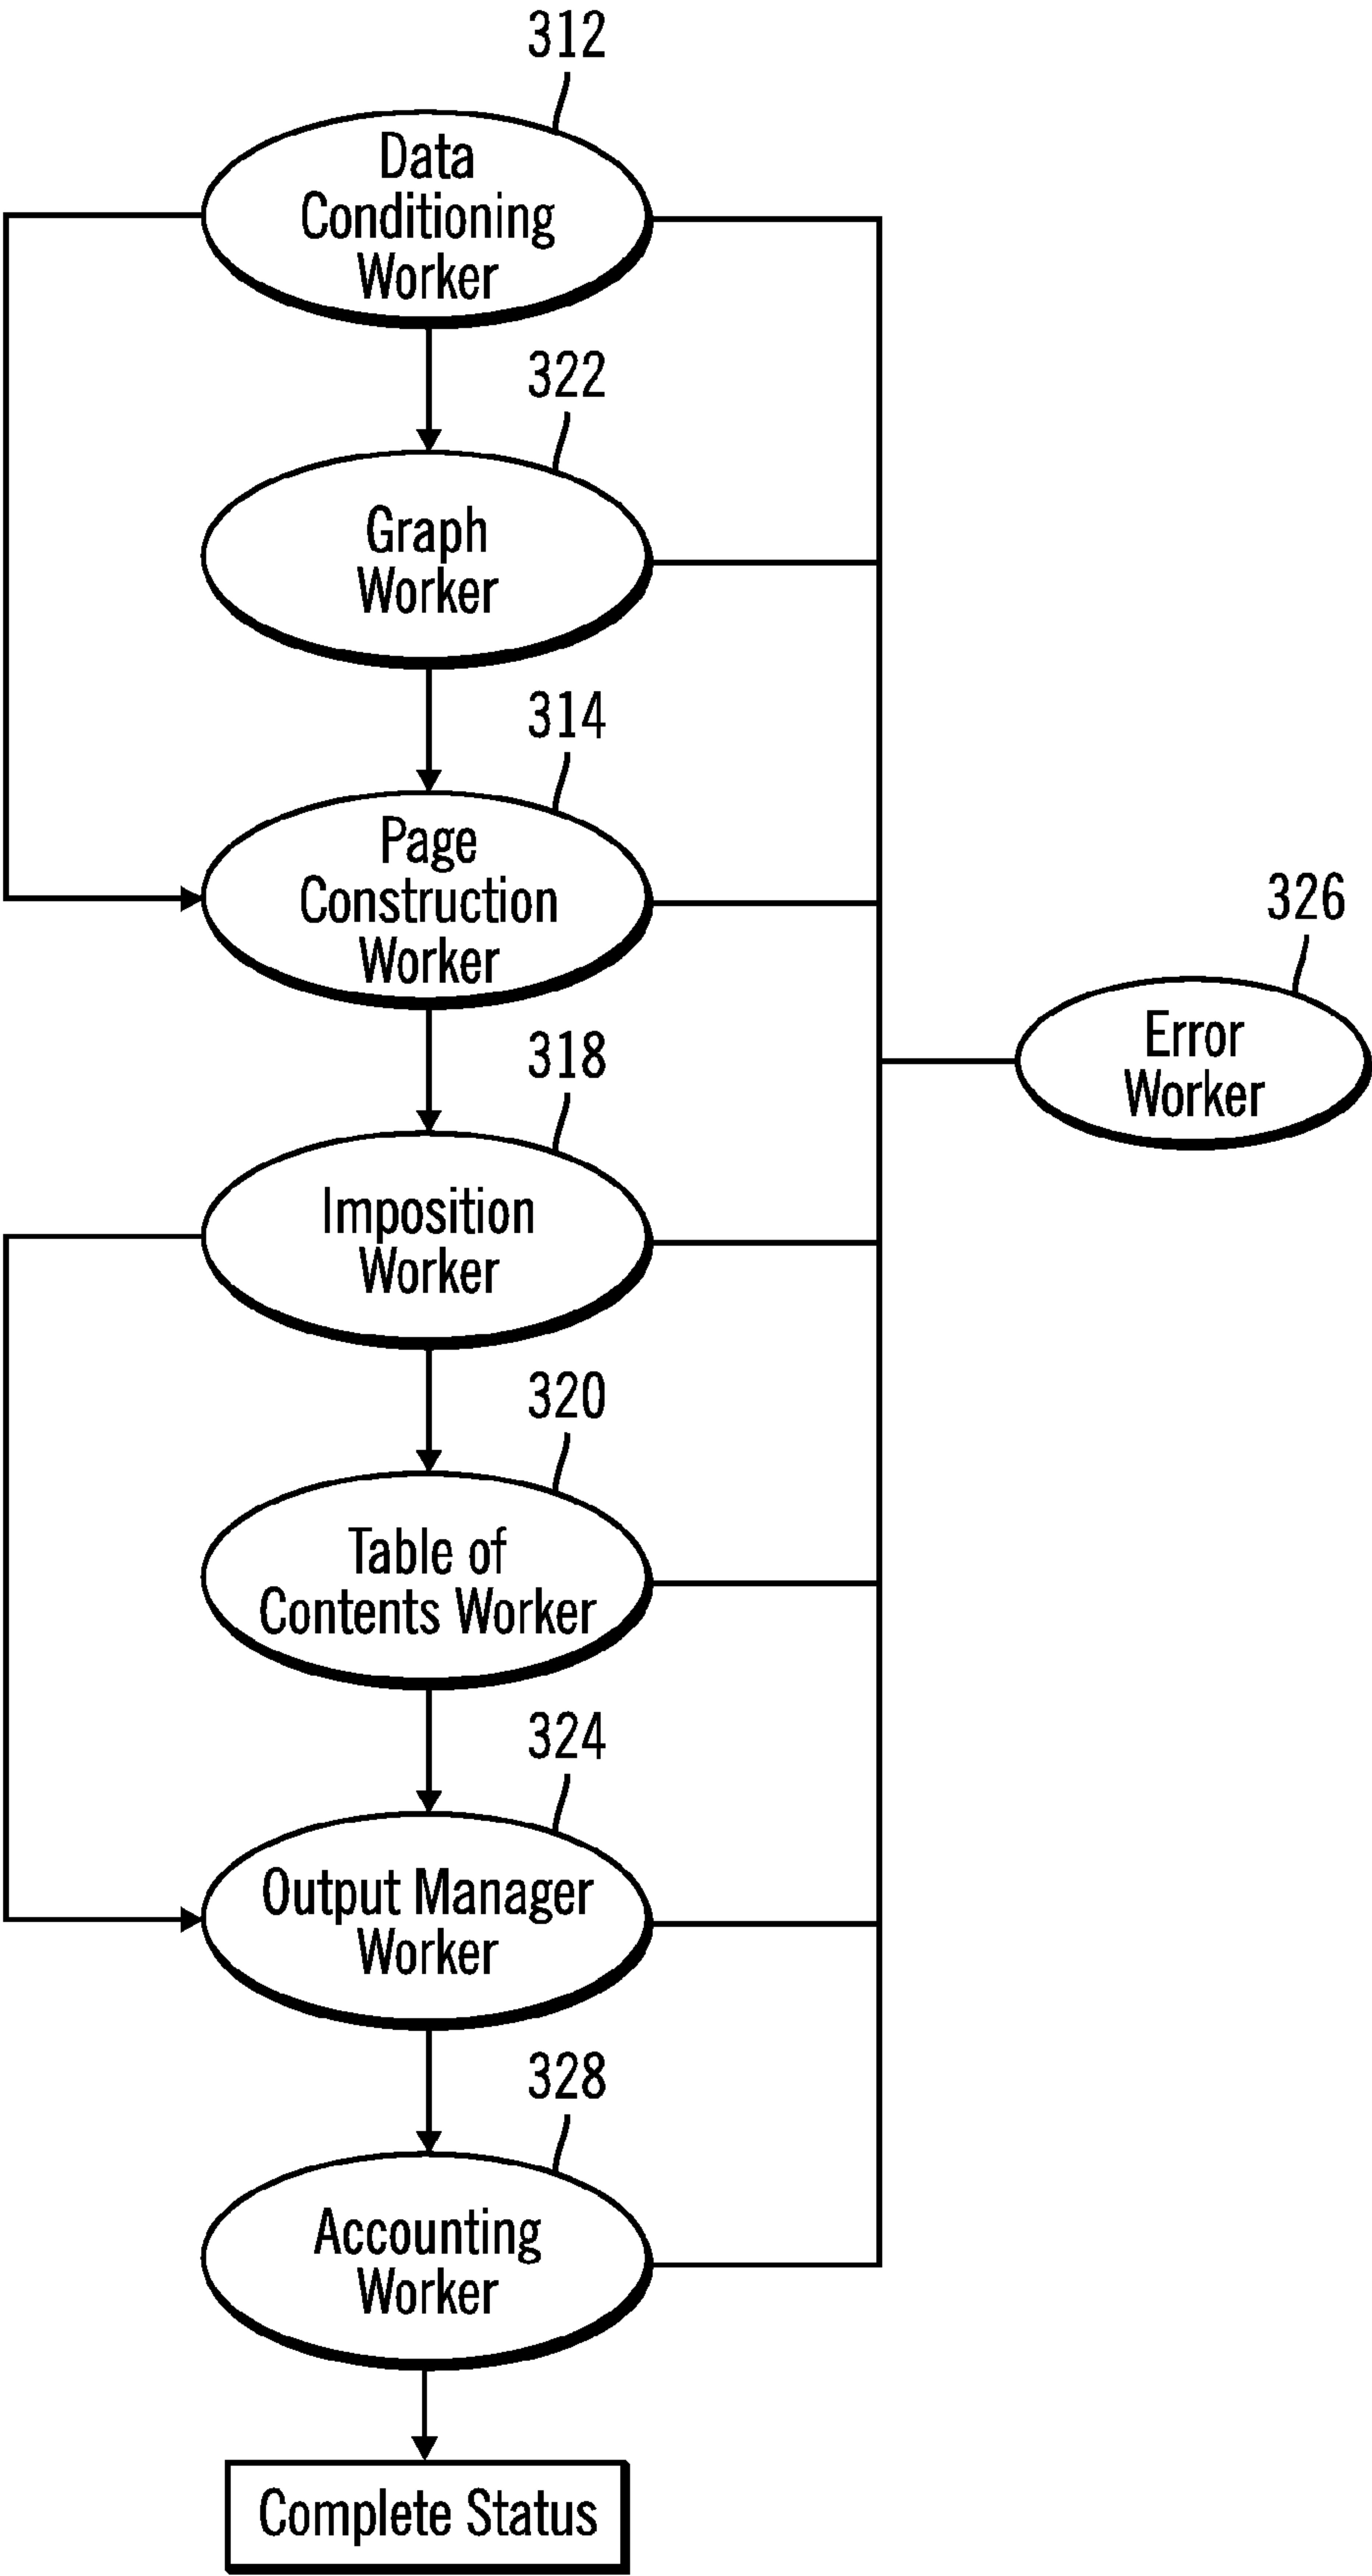 312
Data
Conditioning
Worker
322
Graph
Worker
314
Page
Construction
Worker
326
Error
Worker
318
Imposition
Worker
320
Table of
Contents Worker
324
Output Manager
Worker
328
Accounting
Worker
Complete Status